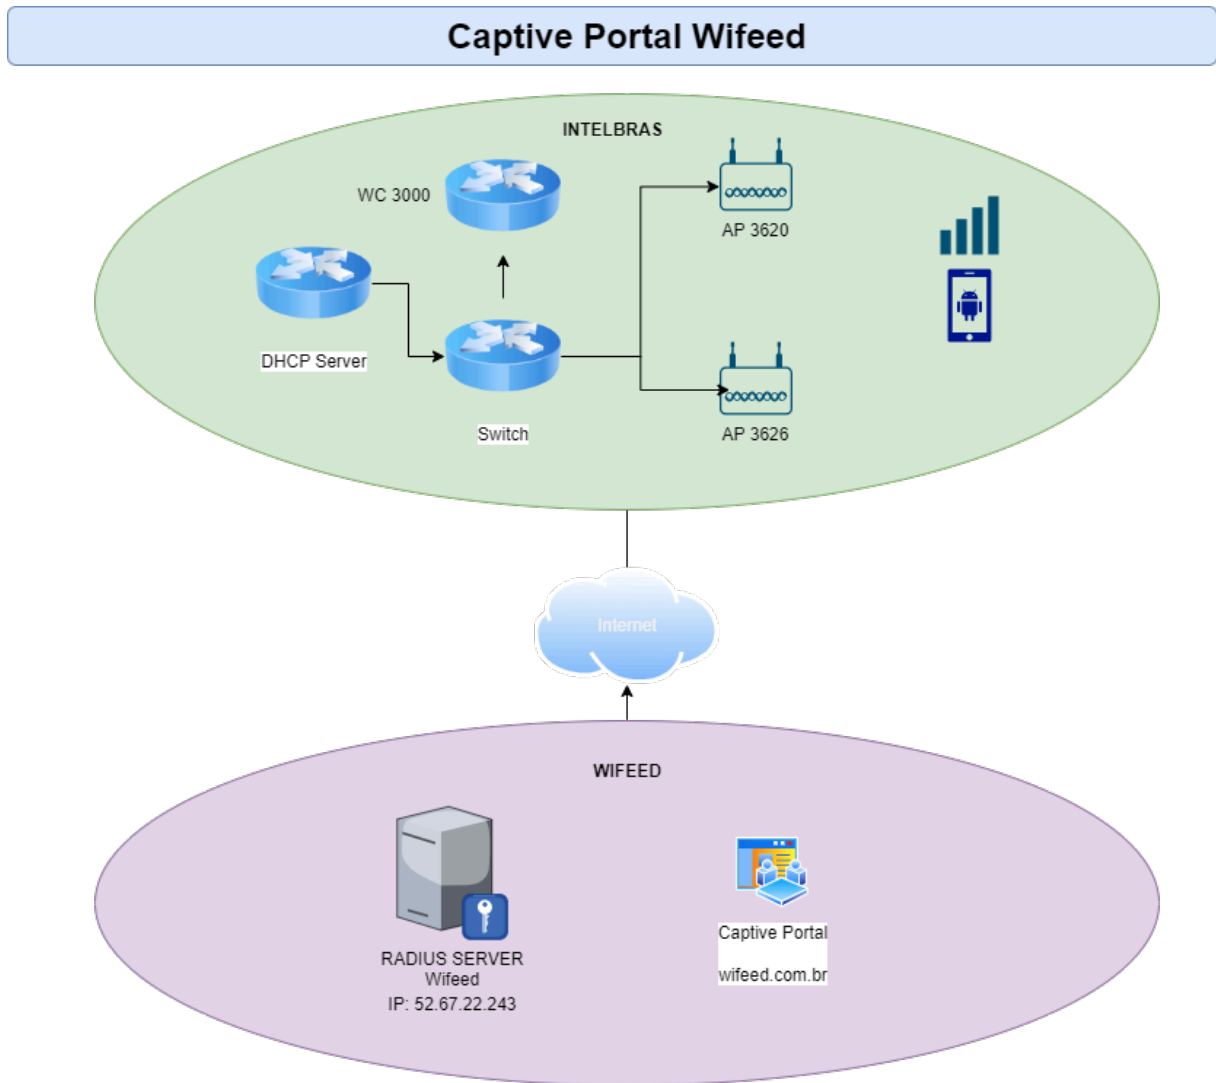 Captive Portal Wifeed
INTELBRAS
WC 3000
AP 3620
DHCP Server
Switch
AP 3626
Internet
WIFEED
RADIUS SERVER
Wifeed
IP: 52.67.22.243
Captive Portal
wifeed.com.br